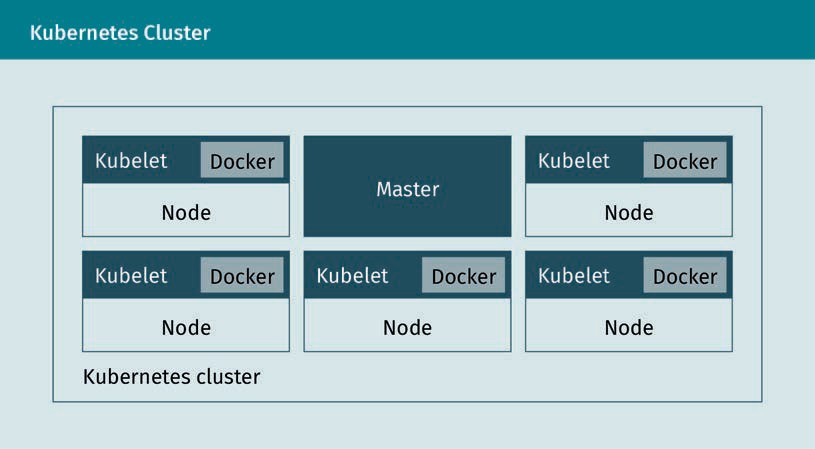 Kubernetes Cluster
Kubelet Docker
Node
Master
Kubelet Docker
Node
Kubelet Docker
Node
Kubelet Docker
Node
Kubelet Docker
Node
Kubernetes cluster